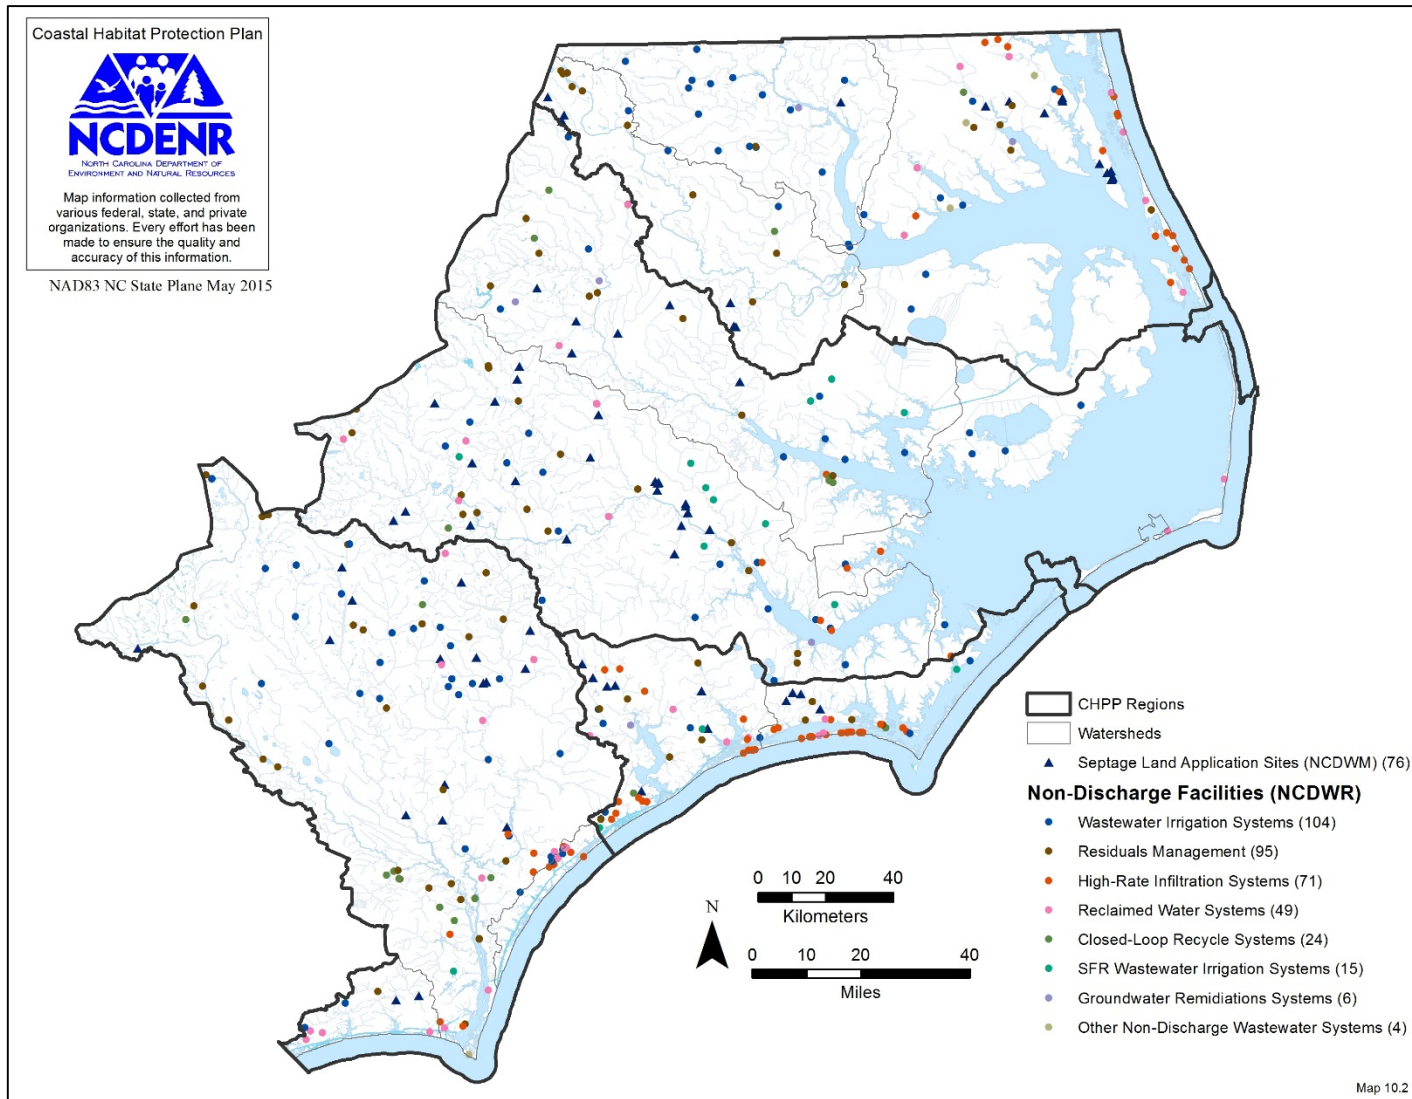 Coastal Habitat Protection Plan
NCDENR
NORTH CAROLINA DEPARTMENT OF
ENVIRONMENT AND NATURAL RESOURCES
Map information collected from
various federal, state, and private
organizations. Every effort has been
made to ensure the quality and
accuracy of this information.
NAD83 NC State Plane May 2015
CHPP Regions
Watersheds
Septage Land Application Sites (NCDWM) (76)
Non-Discharge Facilities (NCDWR)
Wastewater Irrigation Systems (104)
Residuals Management (95)
High-Rate Infiltration Systems (71)
Reclaimed Water Systems (49)
Closed-Loop Recycle Systems (24)
SFR Wastewater Irrigation Systems (15)
Groundwater Remidiations Systems (6)
Other Non-Discharge Wastewater Systems (4)
0 10 20 40
Kilometers
N
0 10 20 40
Miles
Map 10.2